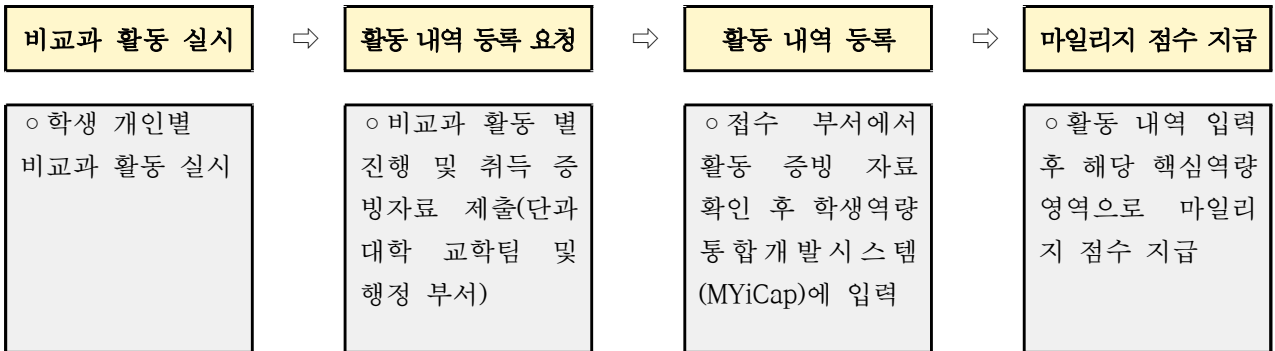 비교과 활동 실시 ⇨ 활동 내역 등록 요청 ⇨ 활동 내역 등록 ⇨ 마일리지 점수 지급
○ 학생 개인별
비교과 활동 실시
○ 비교과 활동 별
진행 및 취득 증
빙자료 제출(단과
대학 교학팀 및
행정 부서)
○ 접수 부서에서
활동 증빙 자료
확인 후 학생역량
통합개발시스템
(MYiCap)에 입력
○ 활동 내역 입력
후 해당 핵심역량
영역으로 마일리
지 점수 지급